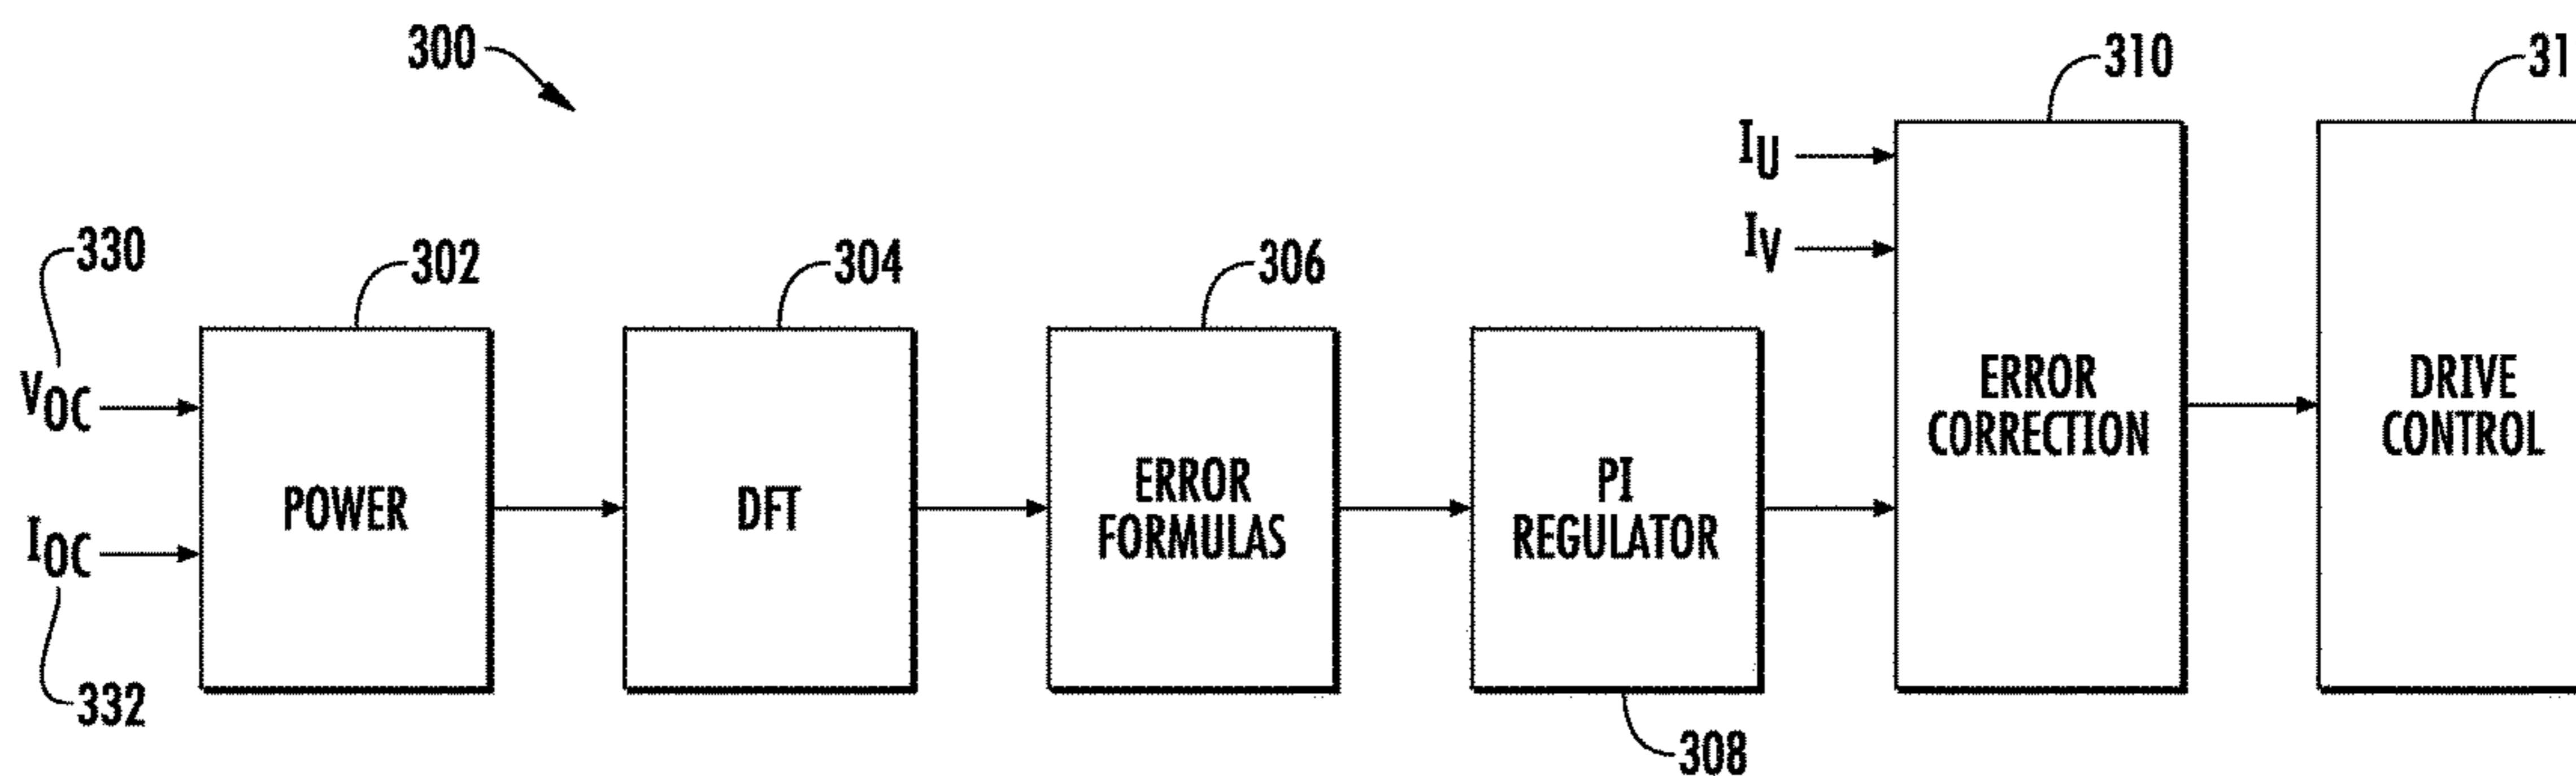 300
310
31
I_U
I_V
330
302
304
306
V_OC
I_OC
332
POWER
DFT
ERROR
FORMULAS
PI
REGULATOR
308
ERROR
CORRECTION
DRIVE
CONTROL